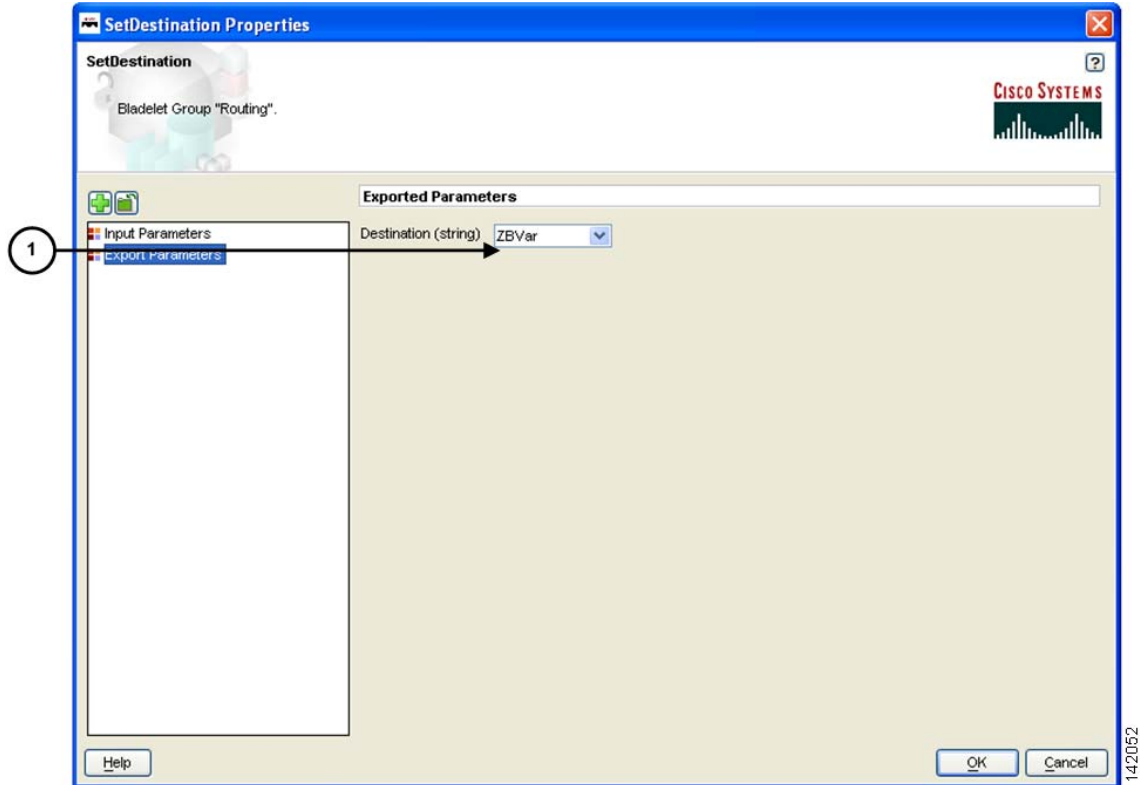 SetDestination Properties
SetDestination
?
Bladelet Group "Routing".
CISCO SYSTEMS
Exported Parameters
Input Parameters
Destination (string) ZBVar
1
Export Parameters
Help
OK
Cancel
142052